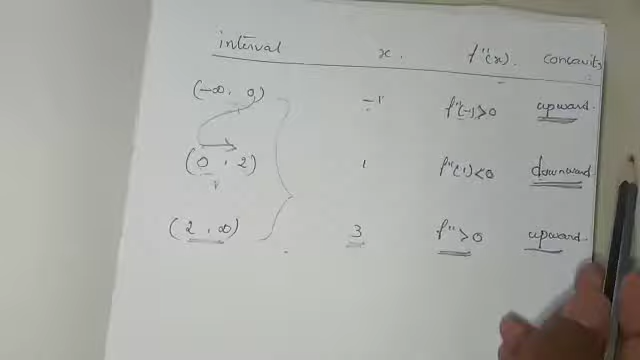 interval x. f''(x). concavity
(-∞, 0) -1 f''(-1)>0 upward.
(0, 2) 1 f''(1)<0 downward
(2, ∞) 3 f''>0 upward.